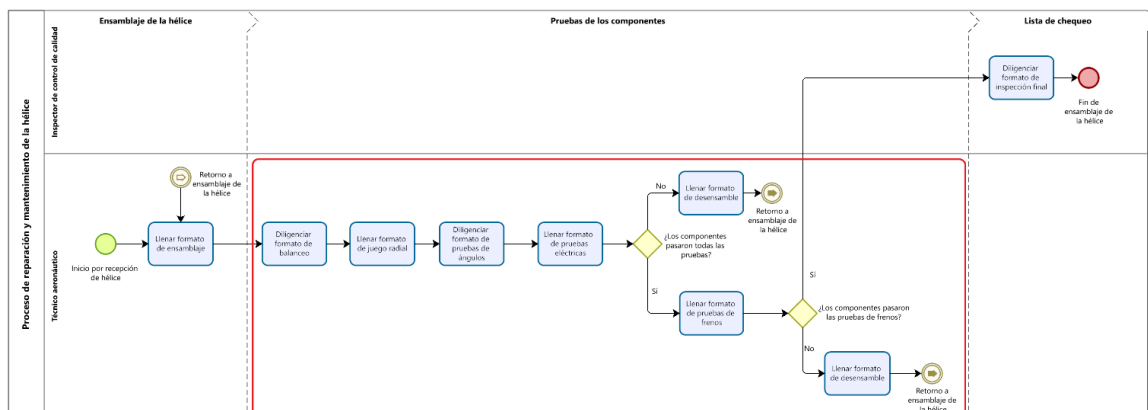 Ensamblaje de la hélice
Pruebas de los componentes
Lista de chequeo
Proceso de reparación y mantenimiento de la hélice
Inspector de control de calidad
Diligenciar
formato de
inspección final
Fin de
ensamblaje de
la hélice
Técnico aeronáutico
Retorno a
ensamblaje de
la hélice
Inicio por recepción
de hélice
Llenar formato
de ensamblaje
Diligenciar
formato de
balanceo
Llenar formato
de juego radial
Diligenciar
formato de
pruebas de
ángulos
Llenar formato
de pruebas
eléctricas
¿Los componentes
pasaron todas las
pruebas?
No
Llenar formato
de desensamble
Retorno a
ensamblaje de
la hélice
Sí
Llenar formato
de pruebas de
frenos
¿Los componentes pasaron
las pruebas de frenos?
Sí
No
Llenar formato
de desensamble
Retorno a
ensamblaje de
la hélice